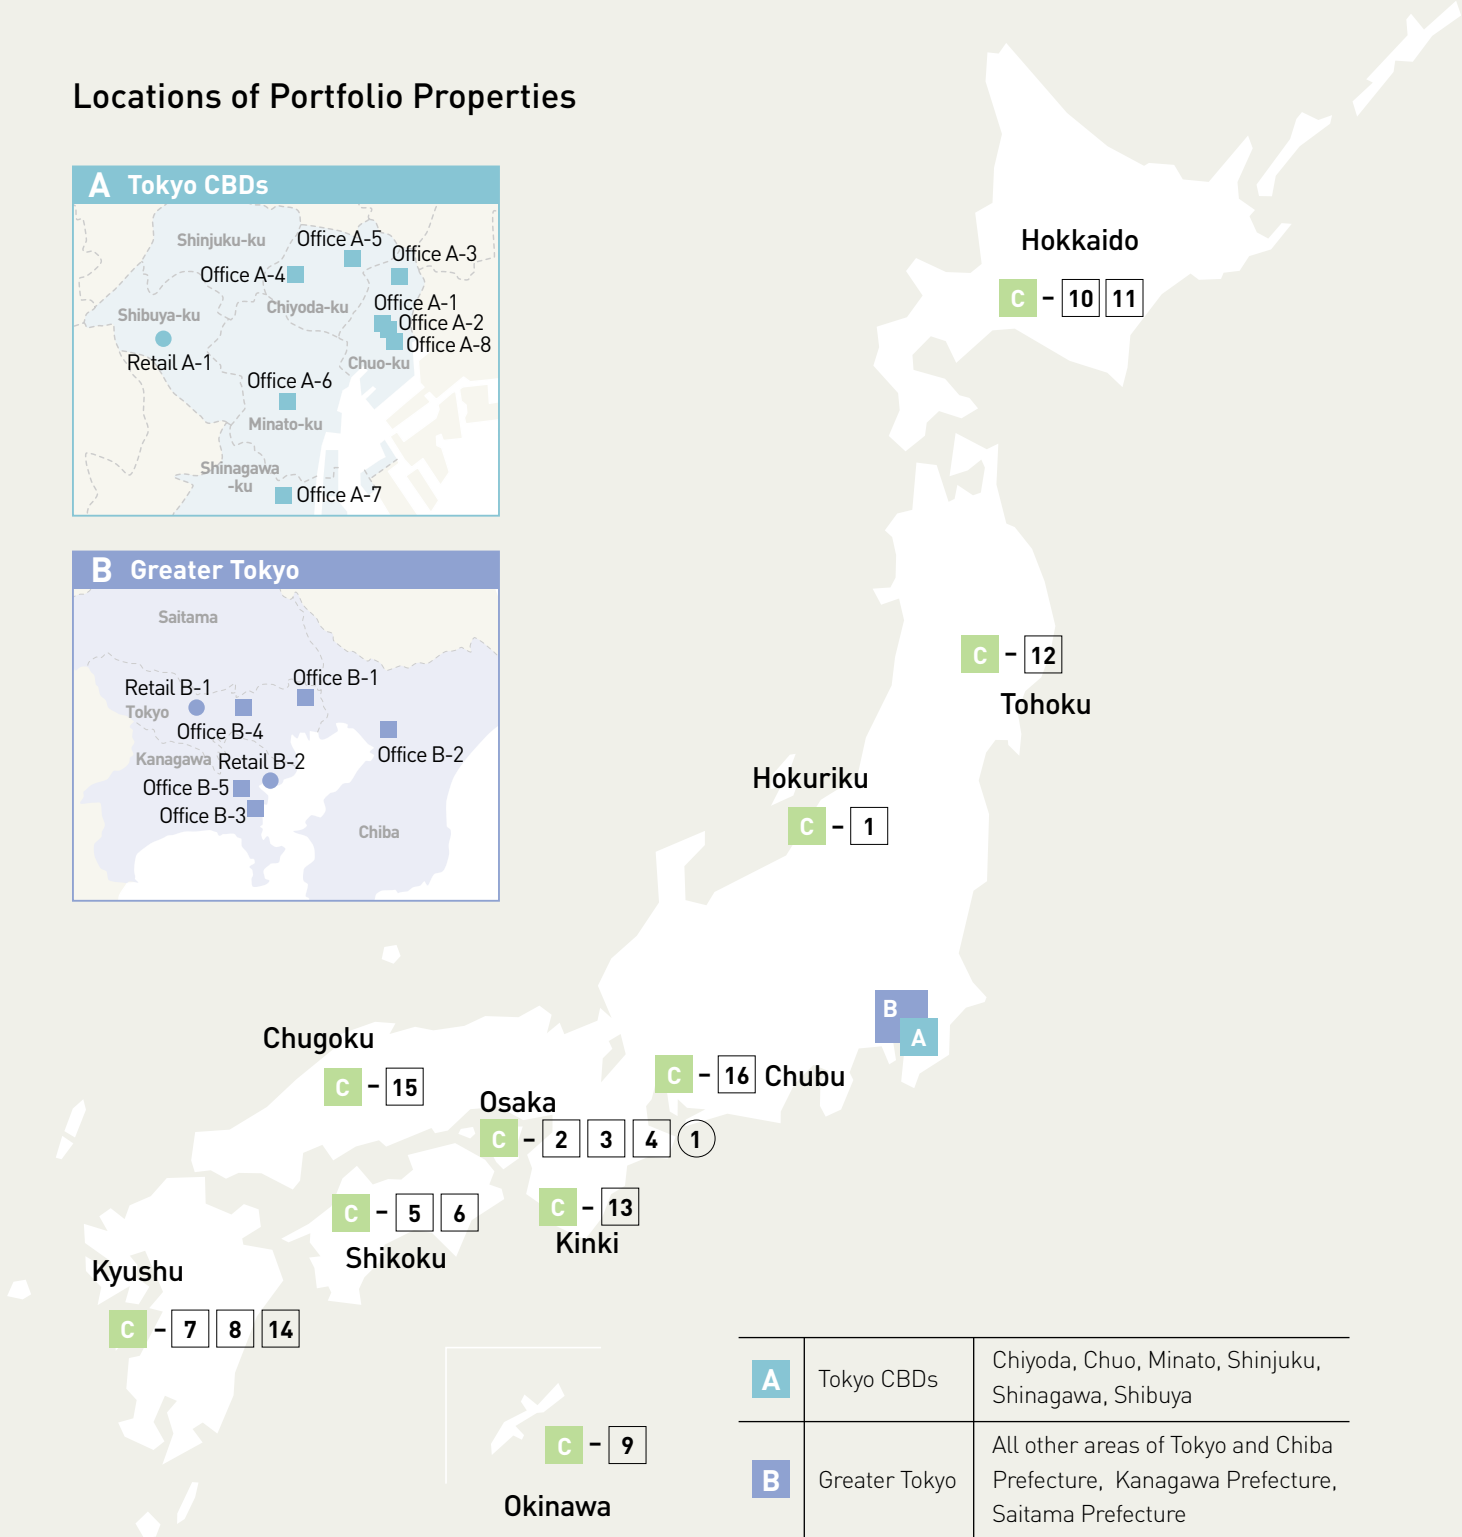 Locations of Portfolio Properties
A Tokyo CBDs
Shinjuku-ku
Office A-5
Office A-3
Office A-4
Chiyoda-ku
Office A-1
Shibuya-ku
Office A-2
Office A-8
Retail A-1
Chuo-ku
Office A-6
Minato-ku
Shinagawa
-ku
Office A-7
B Greater Tokyo
Saitama
Office B-1
Retail B-1
Tokyo
Office B-4
Office B-2
Kanagawa
Retail B-2
Office B-5
Office B-3
Chiba
Hokkaido
C – 10 11
C – 12
Tohoku
Hokuriku
C – 1
B
A
Chugoku
C – 15
C – 16 Chubu
Osaka
C – 2 3 4 1
C – 5 6
Shikoku
C – 13
Kinki
Kyushu
C – 7 8 14
C – 9
Okinawa
A Tokyo CBDs
Chiyoda, Chuo, Minato, Shinjuku,
Shinagawa, Shibuya
B Greater Tokyo
All other areas of Tokyo and Chiba
Prefecture, Kanagawa Prefecture,
Saitama Prefecture